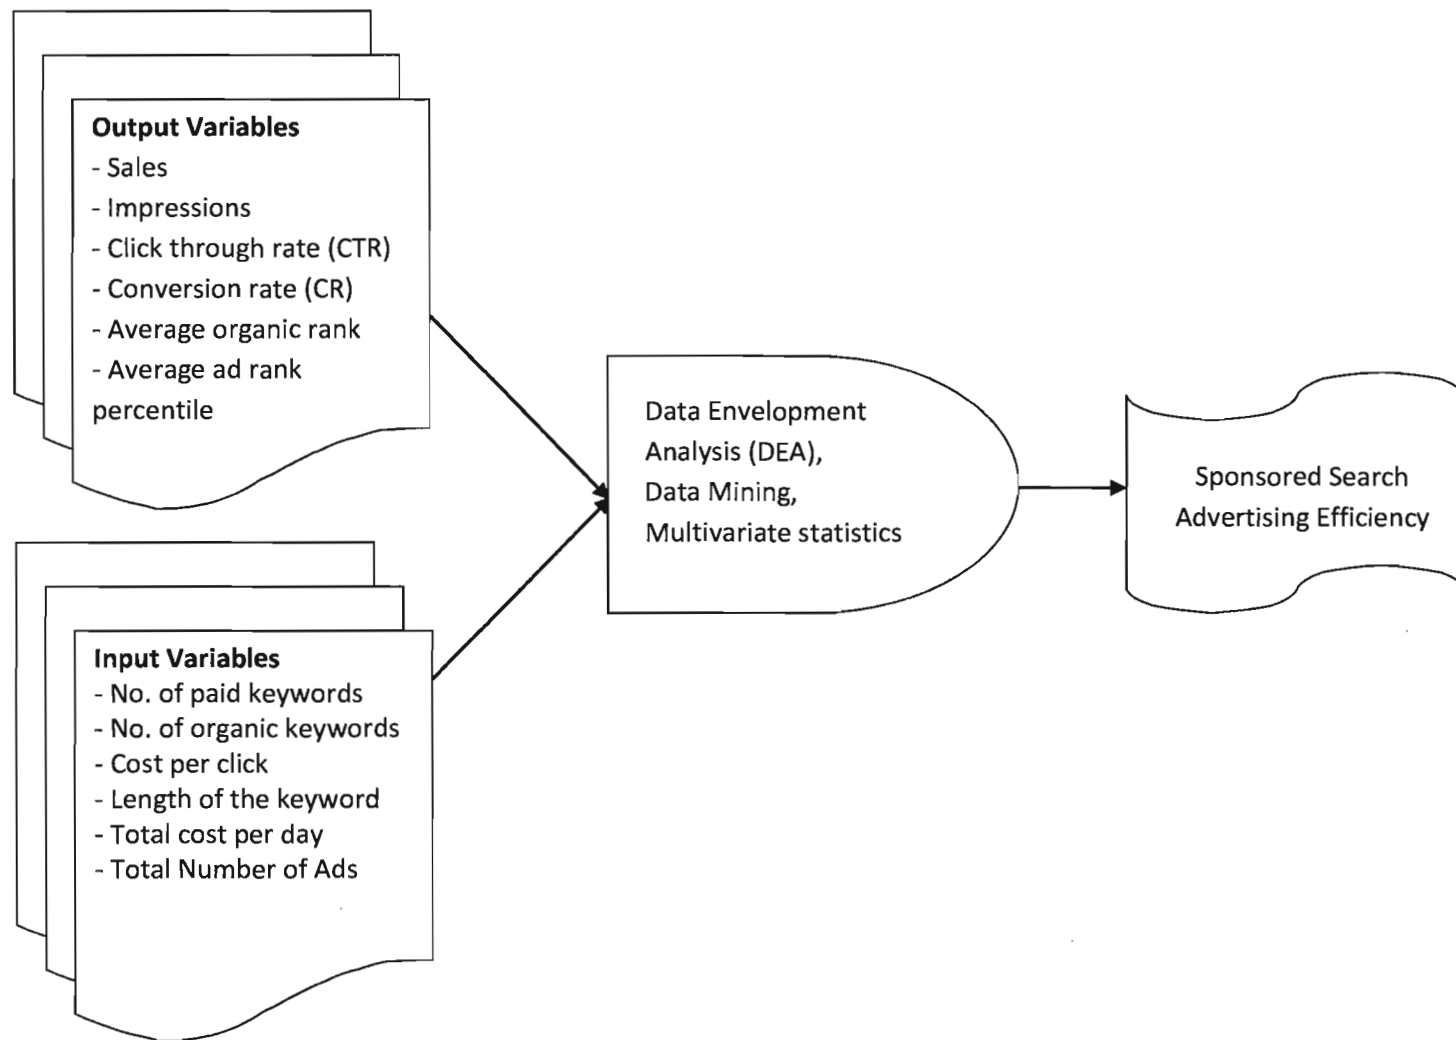 Output Variables
- Sales
- Impressions
- Click through rate (CTR)
- Conversion rate (CR)
- Average organic rank
- Average ad rank
percentile
Input Variables
- No. of paid keywords
- No. of organic keywords
- Cost per click
- Length of the keyword
- Total cost per day
- Total Number of Ads
Data Envelopment
Analysis (DEA),
Data Mining,
Multivariate statistics
Sponsored Search
Advertising Efficiency